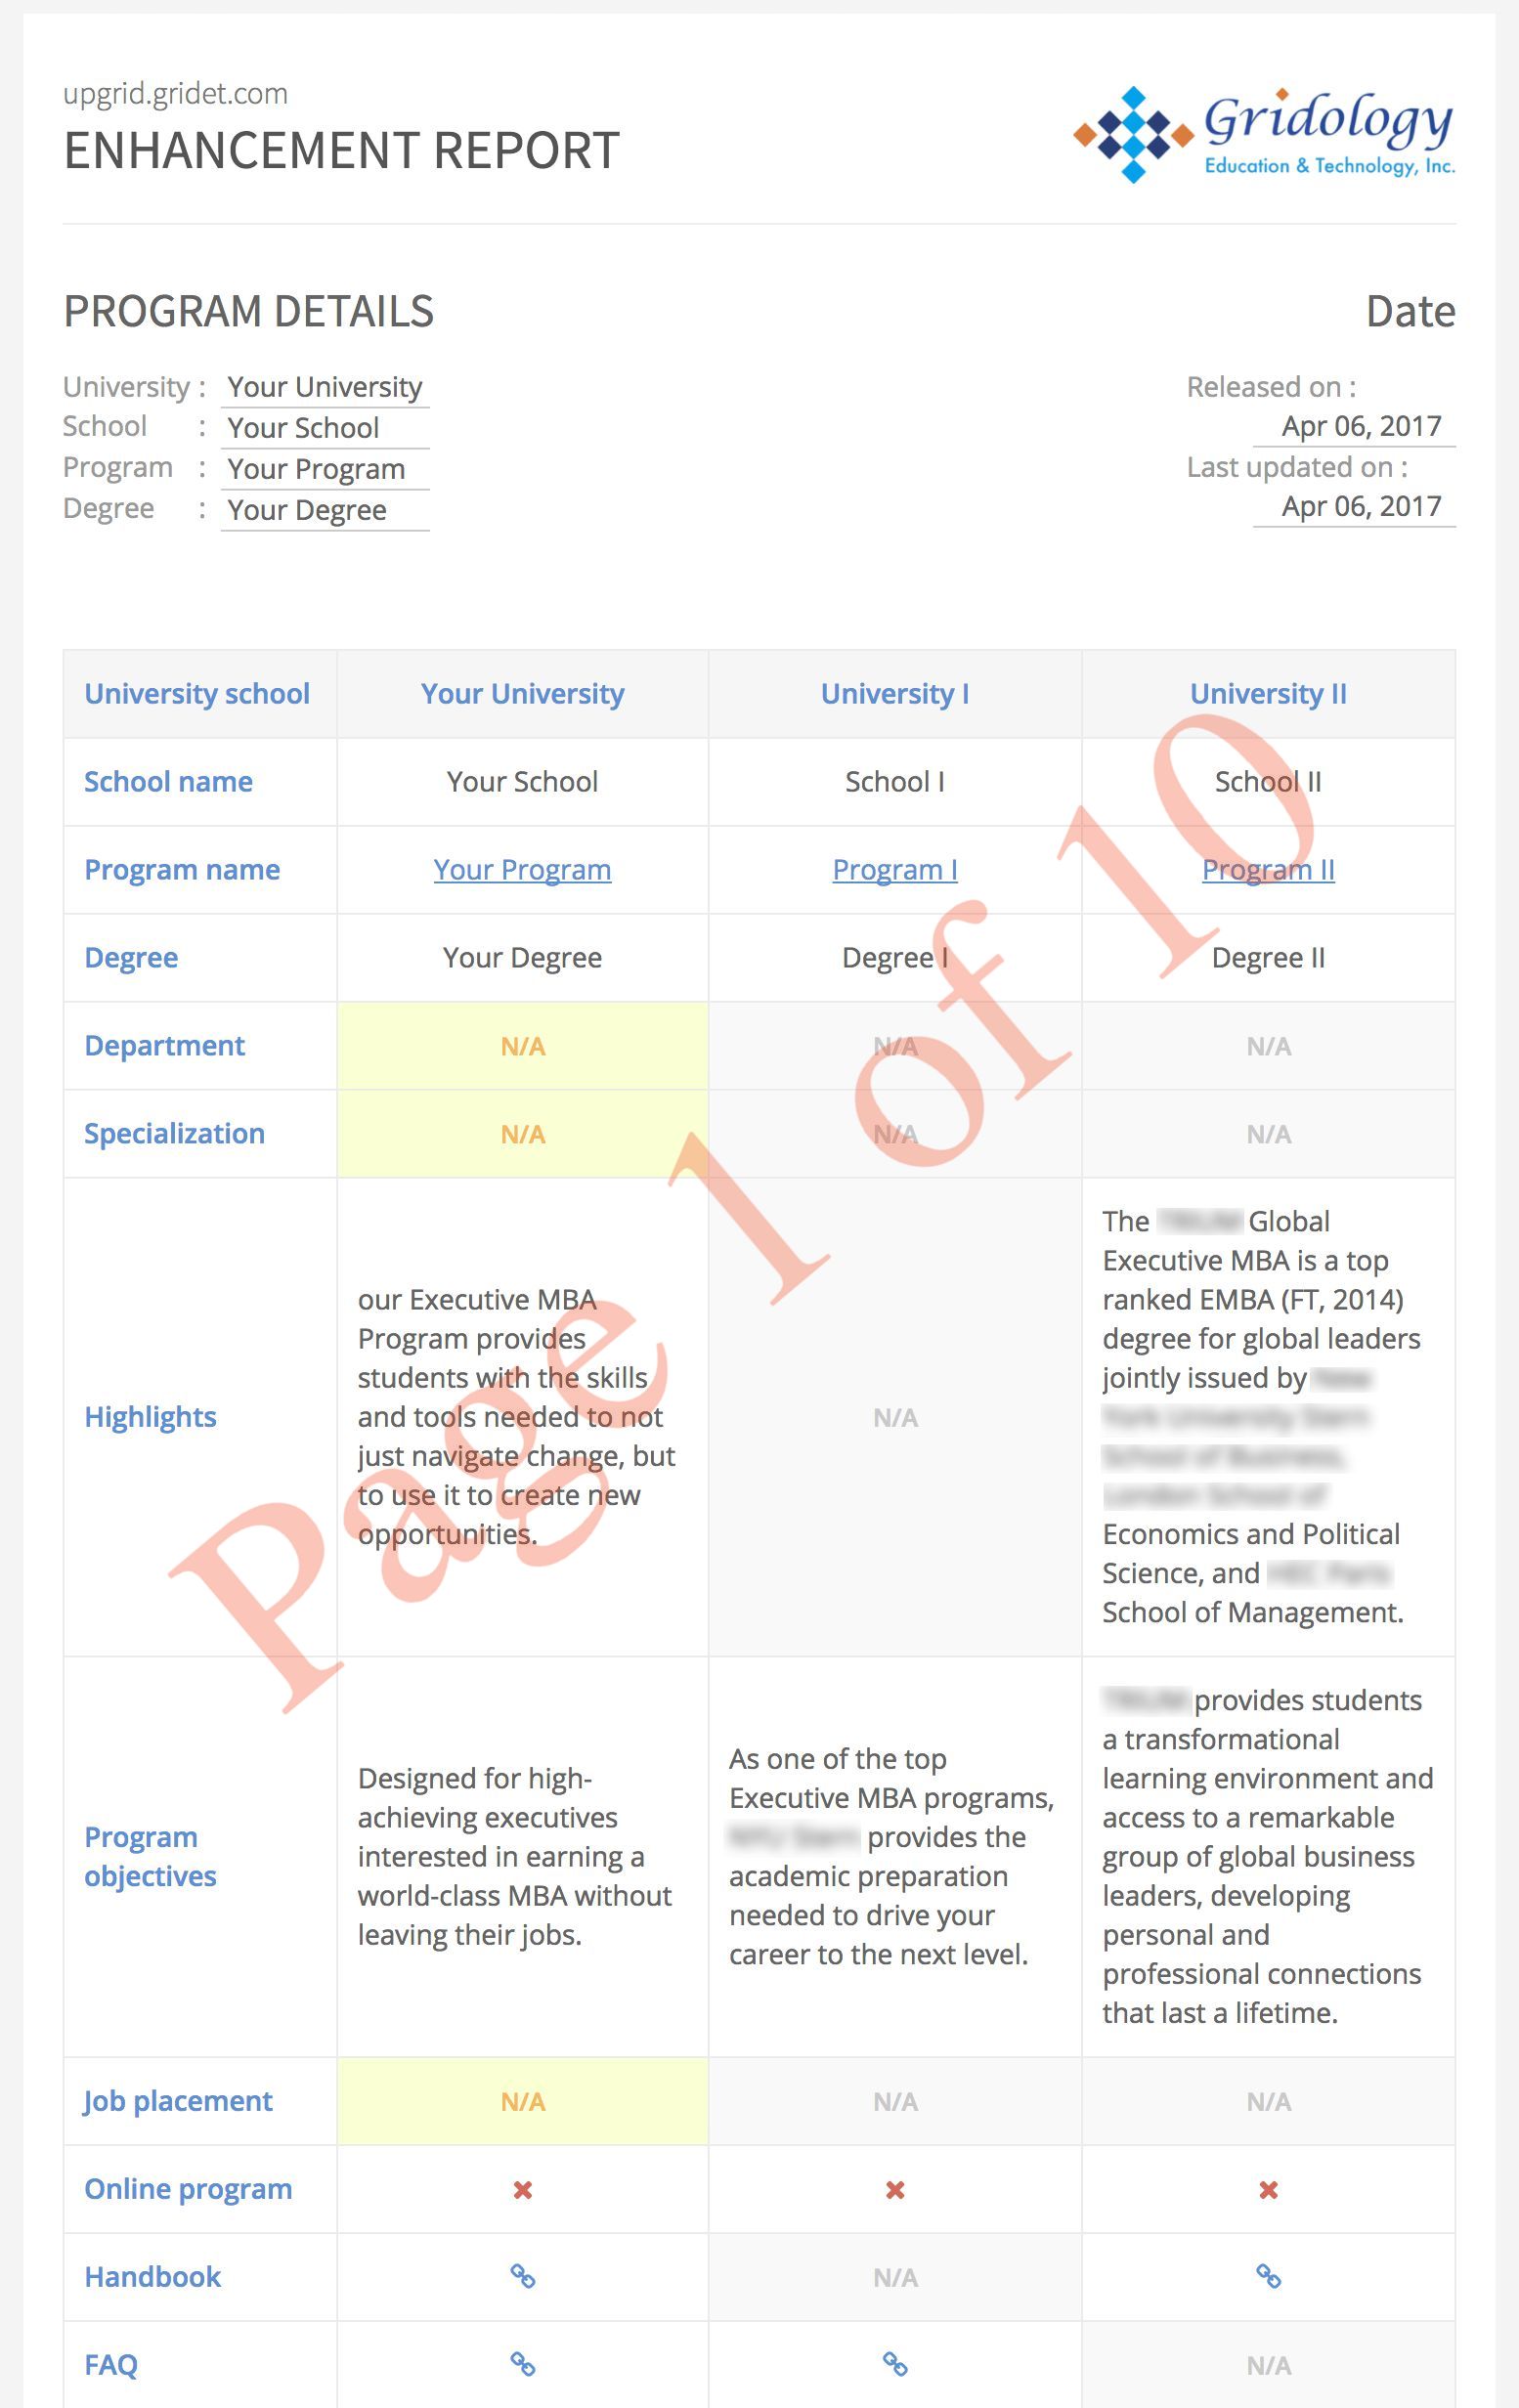 upgrid.gridet.com
ENHANCEMENT REPORT
Gridology
Education & Technology, Inc.
PROGRAM DETAILS
Date
University : Your University
School : Your School
Program : Your Program
Degree : Your Degree
Released on :
Apr 06, 2017
Last updated on :
Apr 06, 2017
University school Your University University I University II
School name Your School School I School II
Program name Your Program Program I Program II
Degree Your Degree Degree I Degree II
Department N/A N/A N/A
Specialization N/A N/A N/A
Highlights
our Executive MBA
Program provides
students with the skills
and tools needed to not
just navigate change, but
to use it to create new
opportunities.
N/A
The Global
Executive MBA is a top
ranked EMBA (FT, 2014)
degree for global leaders
jointly issued by
Economics and Political
Science, and
School of Management.
Program
objectives
Designed for high-
achieving executives
interested in earning a
world-class MBA without
leaving their jobs.
As one of the top
Executive MBA programs,
provides the
academic preparation
needed to drive your
career to the next level.
provides students
a transformational
learning environment and
access to a remarkable
group of global business
leaders, developing
personal and
professional connections
that last a lifetime.
Job placement N/A N/A N/A
Online program
Handbook N/A
FAQ N/A
Page 1 of 10